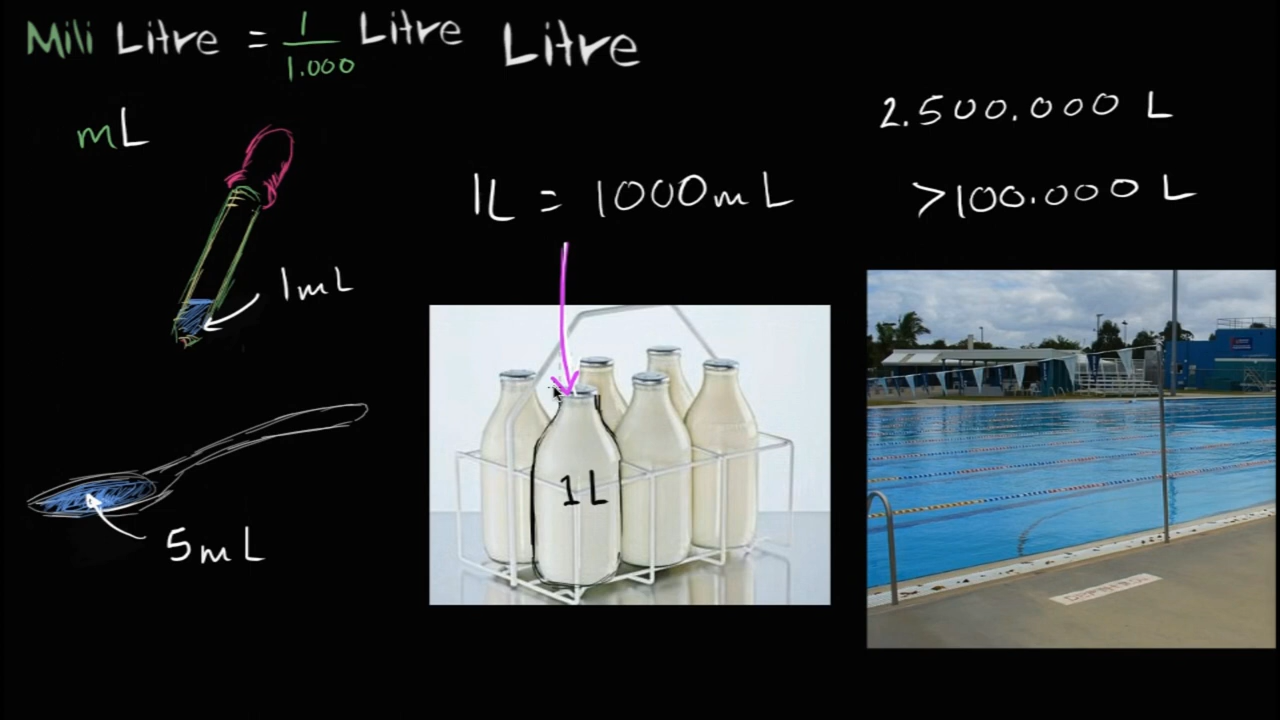 Mili Litre = 1/1.000 Litre
Litre
mL
1mL
5mL
1L = 1000mL
1L
2.500.000 L
>100.000 L